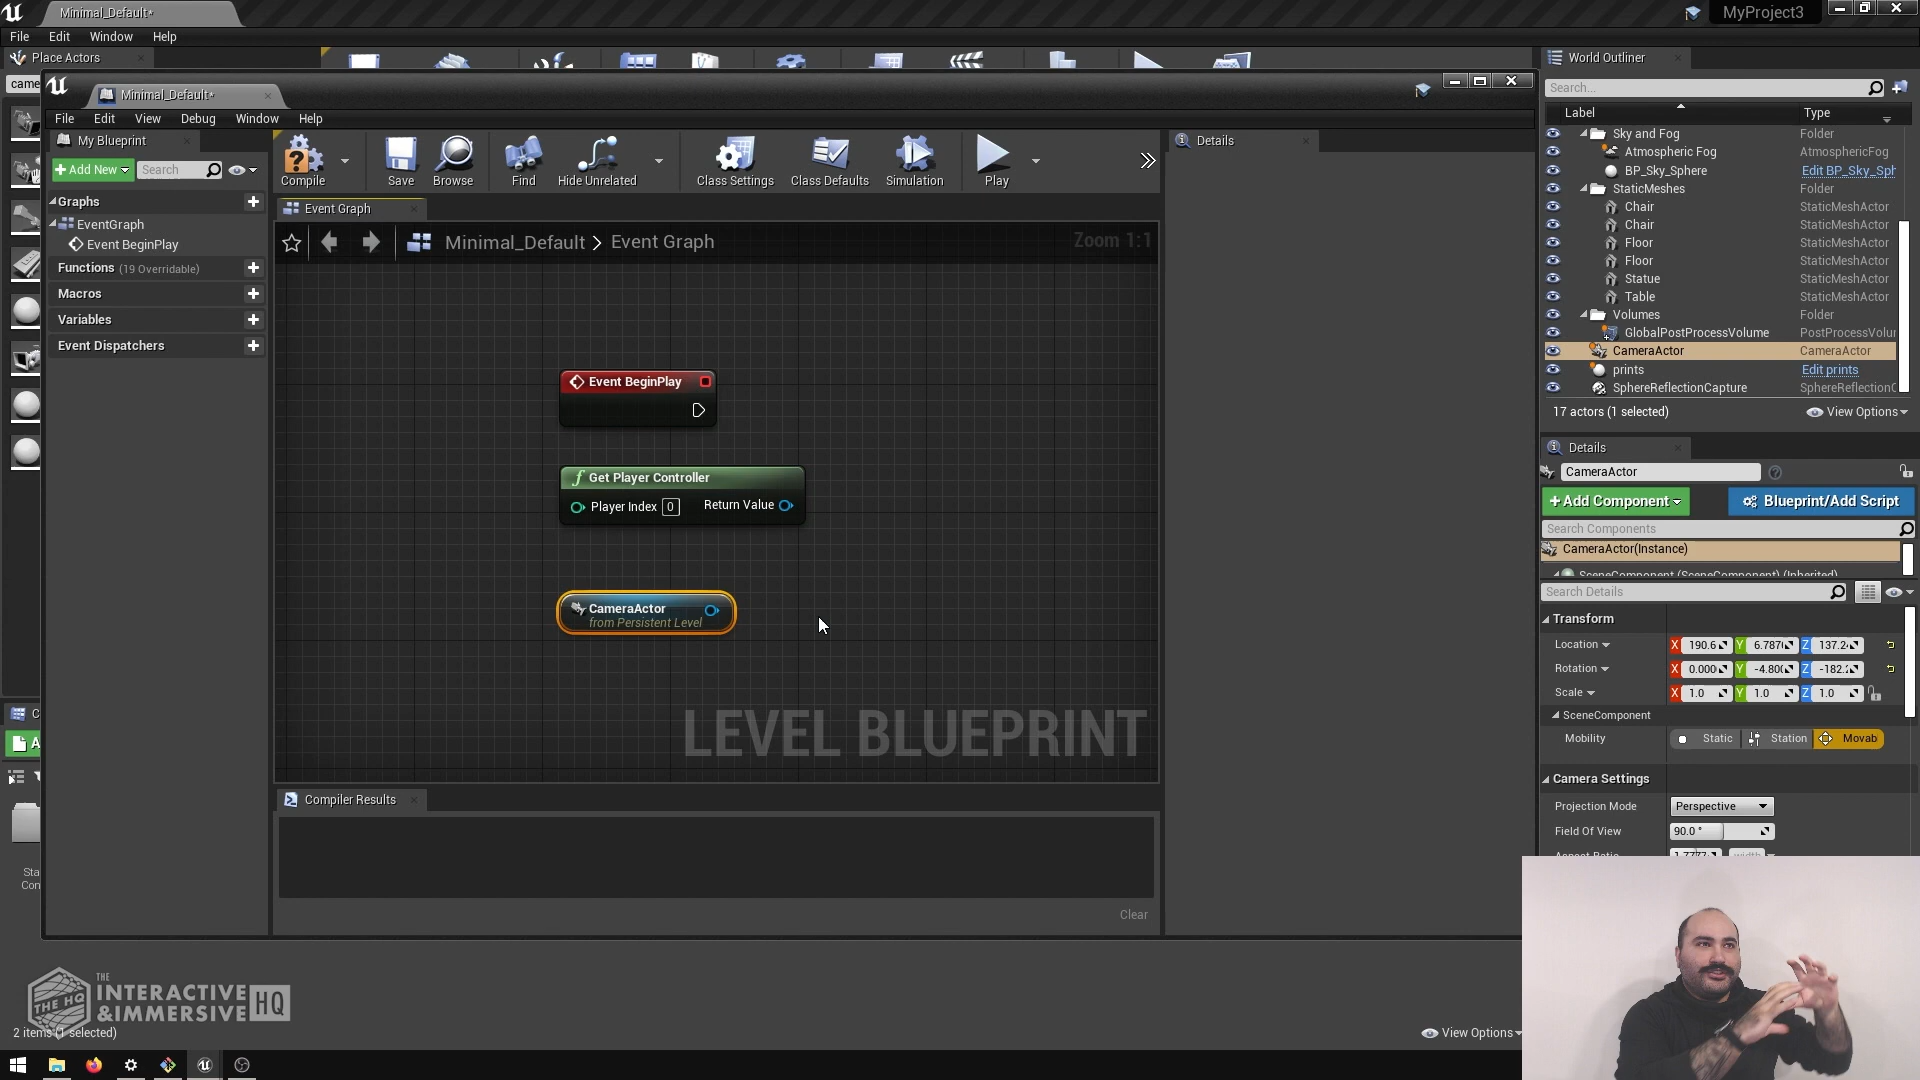 Minimal_Default*
MyProject3
File Edit Window Help
Place Actors
came
World Outliner
Search...
Label Type
Sky and Fog Folder
Atmospheric Fog AtmosphericFog
BP_Sky_Sphere Edit BP_Sky_Sph
StaticMeshes Folder
Chair StaticMeshActor
Chair StaticMeshActor
Floor StaticMeshActor
Floor StaticMeshActor
Statue StaticMeshActor
Table StaticMeshActor
Volumes Folder
GlobalPostProcessVolume PostProcessVolu
CameraActor CameraActor
prints Edit prints
SphereReflectionCapture SphereReflectionC
17 actors (1 selected) View Options
Minimal_Default*
File Edit View Debug Window Help
My Blueprint
Add New Search
Graphs
EventGraph
Event BeginPlay
Functions (19 Overridable)
Macros
Variables
Event Dispatchers
Compile Save Browse Find Hide Unrelated Class Settings Class Defaults Simulation Play
Event Graph
Minimal_Default > Event Graph
Zoom 1:1
Event BeginPlay
Get Player Controller
Player Index 0 Return Value
CameraActor
from Persistent Level
LEVEL BLUEPRINT
Compiler Results
Clear
Details
Details
CameraActor
+Add Component Blueprint/Add Script
Search Components
CameraActor(Instance)
SceneComponent (SceneComponent) (Inherited)
Search Details
Transform
Location X 190.6 Y 6.787 Z 137.2
Rotation X 0.000 Y -4.800 Z -182.
Scale X 1.0 Y 1.0 Z 1.0
SceneComponent
Mobility Static Station Movab
Camera Settings
Projection Mode Perspective
Field Of View 90.0 °
Aspect Ratio 1.7777
C
A
Sta
Con
THE
INTERACTIVE
&IMMERSIVE HQ
THE HQ
2 items (1 selected)
View Options